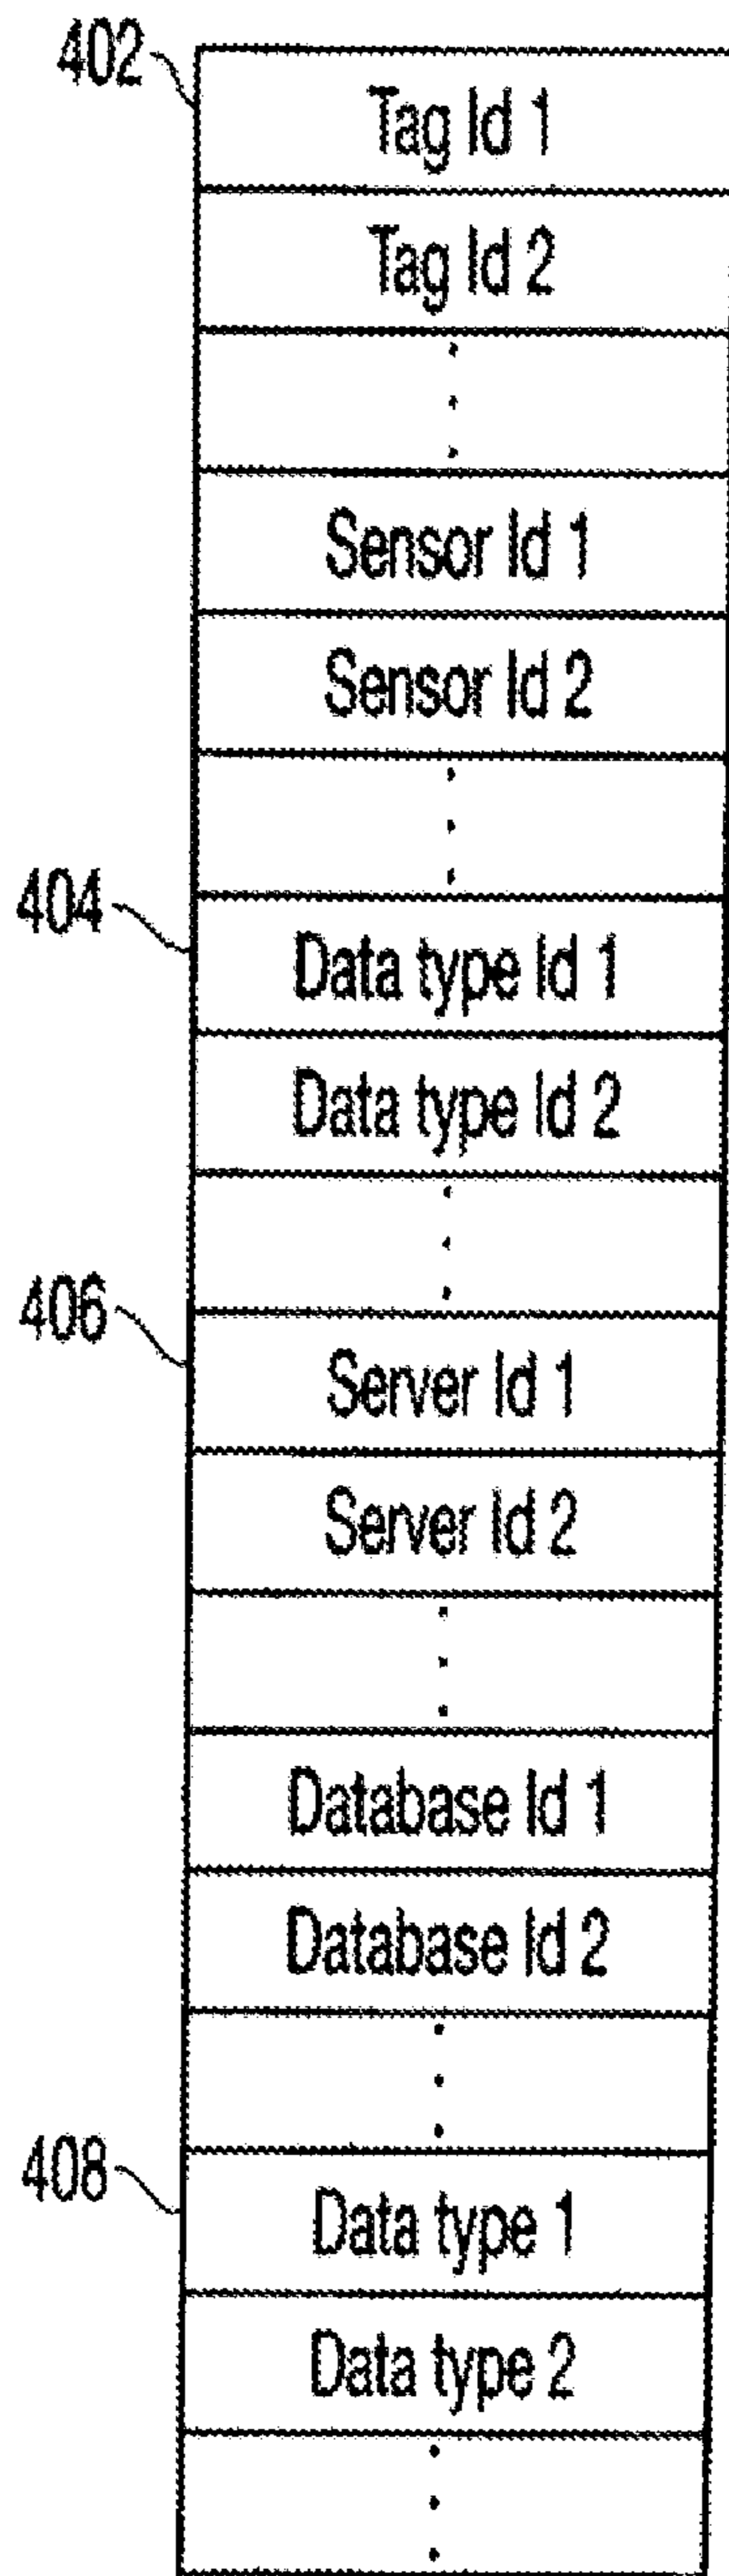 402
Tag Id 1
Tag Id 2
Sensor Id 1
Sensor Id 2
404
Data type Id 1
Data type Id 2
406
Server Id 1
Server Id 2
Database Id 1
Database Id 2
408
Data type 1
Data type 2